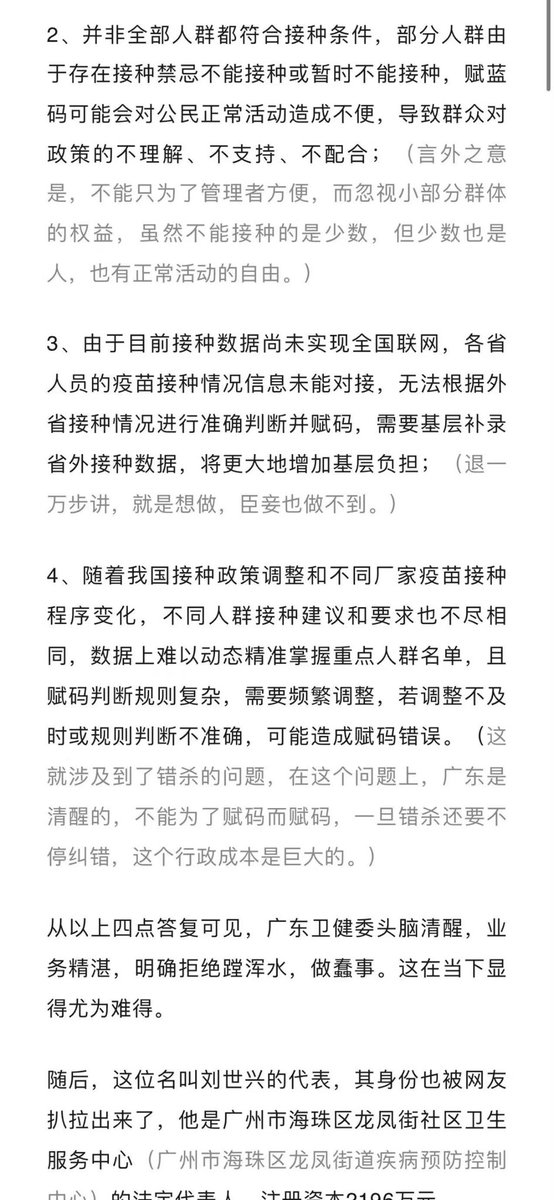 2、并非全部人群都符合接种条件，部分人群由
于存在接种禁忌不能接种或暂时不能接种，赋蓝
码可能会对公民正常活动造成不便，导致群众对
政策的不理解、不支持、不配合；（言外之意
是，不能只为了管理者方便，而忽视小部分群体
的权益，虽然不能接种的是少数，但少数也是
人，也有正常活动的自由。）
3、由于目前接种数据尚未实现全国联网，各省
人员的疫苗接种情况信息未能对接，无法根据外
省接种情况进行准确判断并赋码，需要基层补录
省外接种数据，将更大地增加基层负担；（退一
万步讲，就是想做，臣妾也做不到。）
4、随着我国接种政策调整和不同厂家疫苗接种
程序变化，不同人群接种建议和要求也不尽相
同，数据上难以动态精准掌握重点人群名单，且
赋码判断规则复杂，需要频繁调整，若调整不及
时或规则判断不准确，可能造成赋码错误。（这
就涉及到了错杀的问题，在这个问题上，广东是
清醒的，不能为了赋码而赋码，一旦错杀还要不
停纠错，这个行政成本是巨大的。）
从以上四点答复可见，广东卫健委头脑清醒，业
务精湛，明确拒绝蹚浑水，做蠢事。这在当下显
得尤为难得。
随后，这位名叫刘世兴的代表，其身份也被网友
扒拉出来了，他是广州市海珠区龙凤街社区卫生
服务中心（广州市海珠区龙凤街道疾病预防控制
中心）的法定代表人，注册资本2196万元